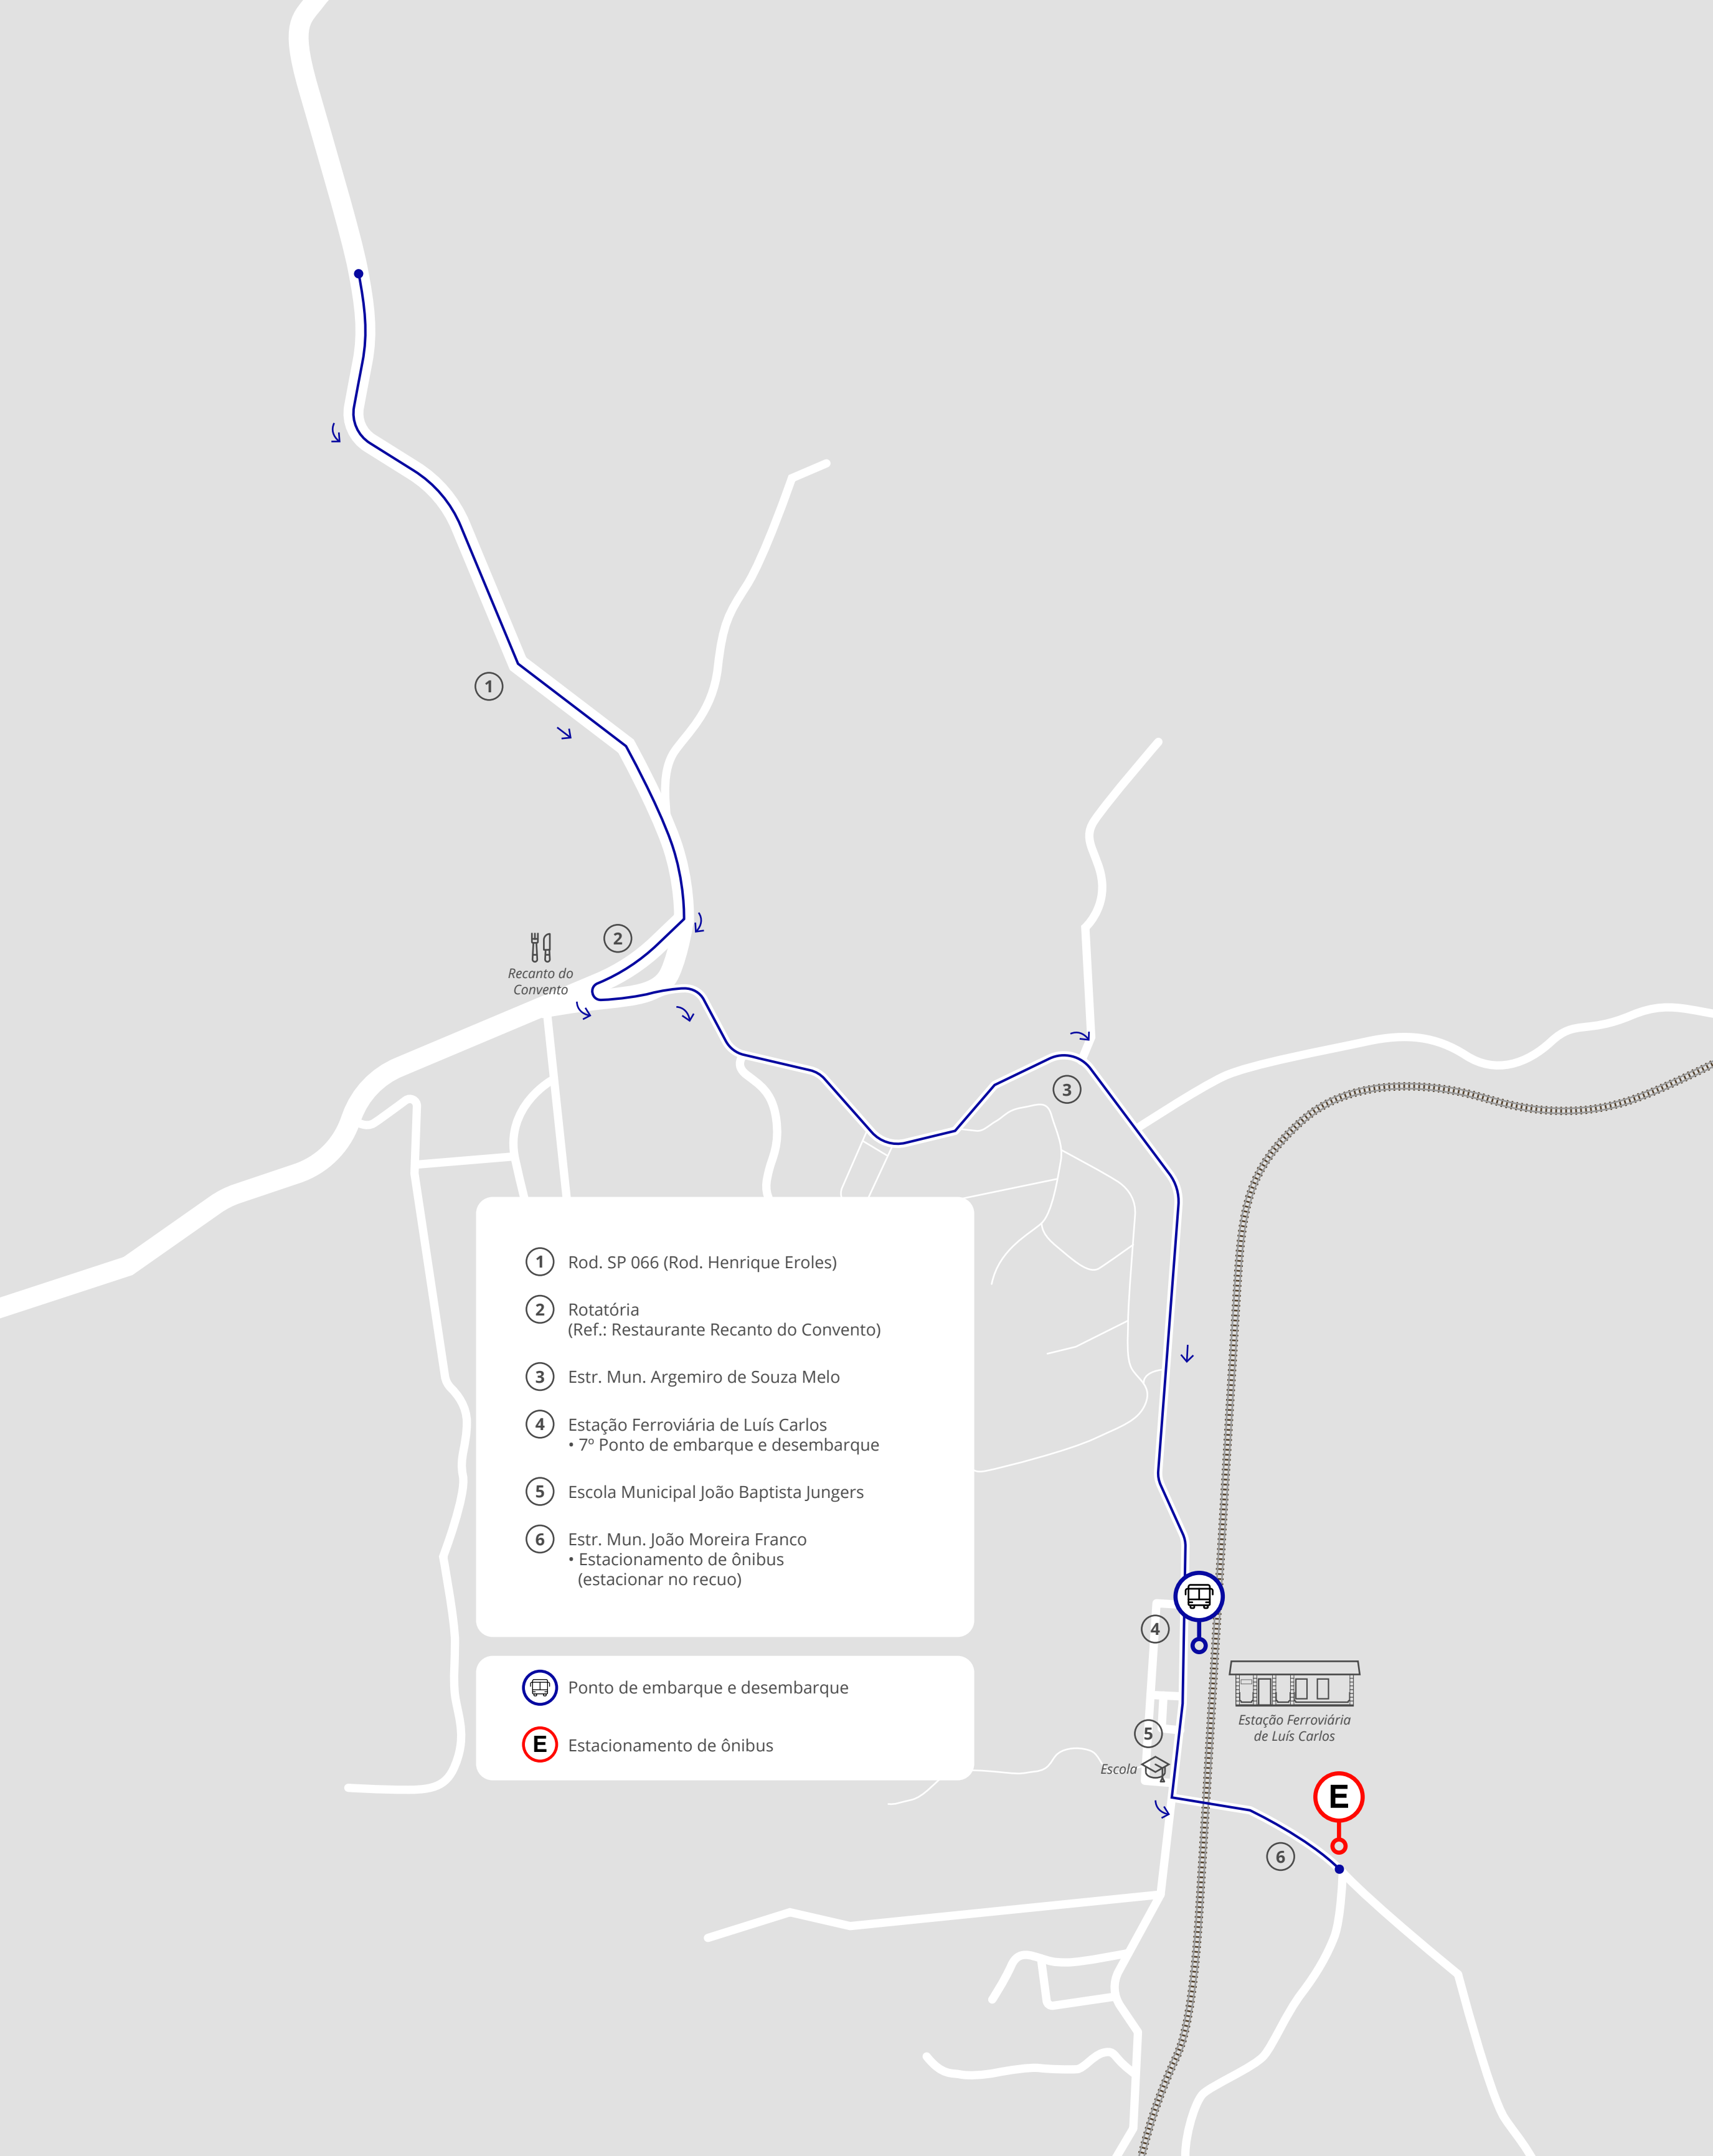 1
2
Recanto do
Convento
3
1 Rod. SP 066 (Rod. Henrique Eroles)
2 Rotatória
(Ref.: Restaurante Recanto do Convento)
3 Estr. Mun. Argemiro de Souza Melo
4 Estação Ferroviária de Luís Carlos
• 7º Ponto de embarque e desembarque
5 Escola Municipal João Baptista Jungers
6 Estr. Mun. João Moreira Franco
• Estacionamento de ônibus
(estacionar no recuo)
Ponto de embarque e desembarque
E Estacionamento de ônibus
4
Estação Ferroviária
de Luís Carlos
5
Escola
E
6